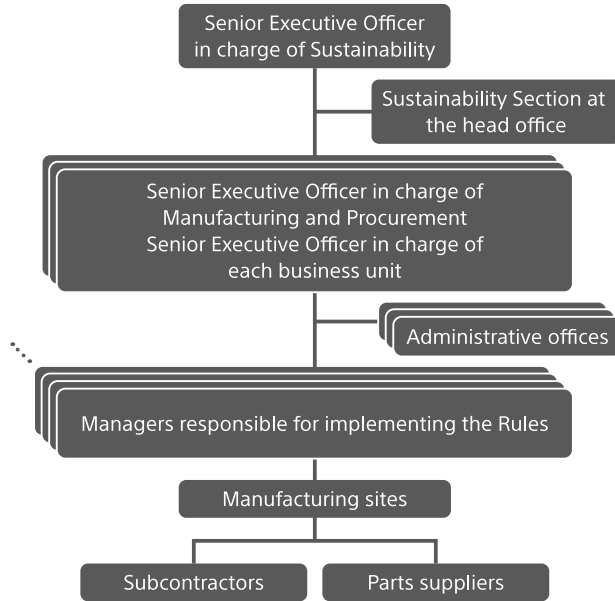 Senior Executive Officer
in charge of Sustainability
Sustainability Section at
the head office
Senior Executive Officer in charge of
Manufacturing and Procurement
Senior Executive Officer in charge of
each business unit
Administrative offices
Managers responsible for implementing the Rules
Manufacturing sites
Subcontractors
Parts suppliers